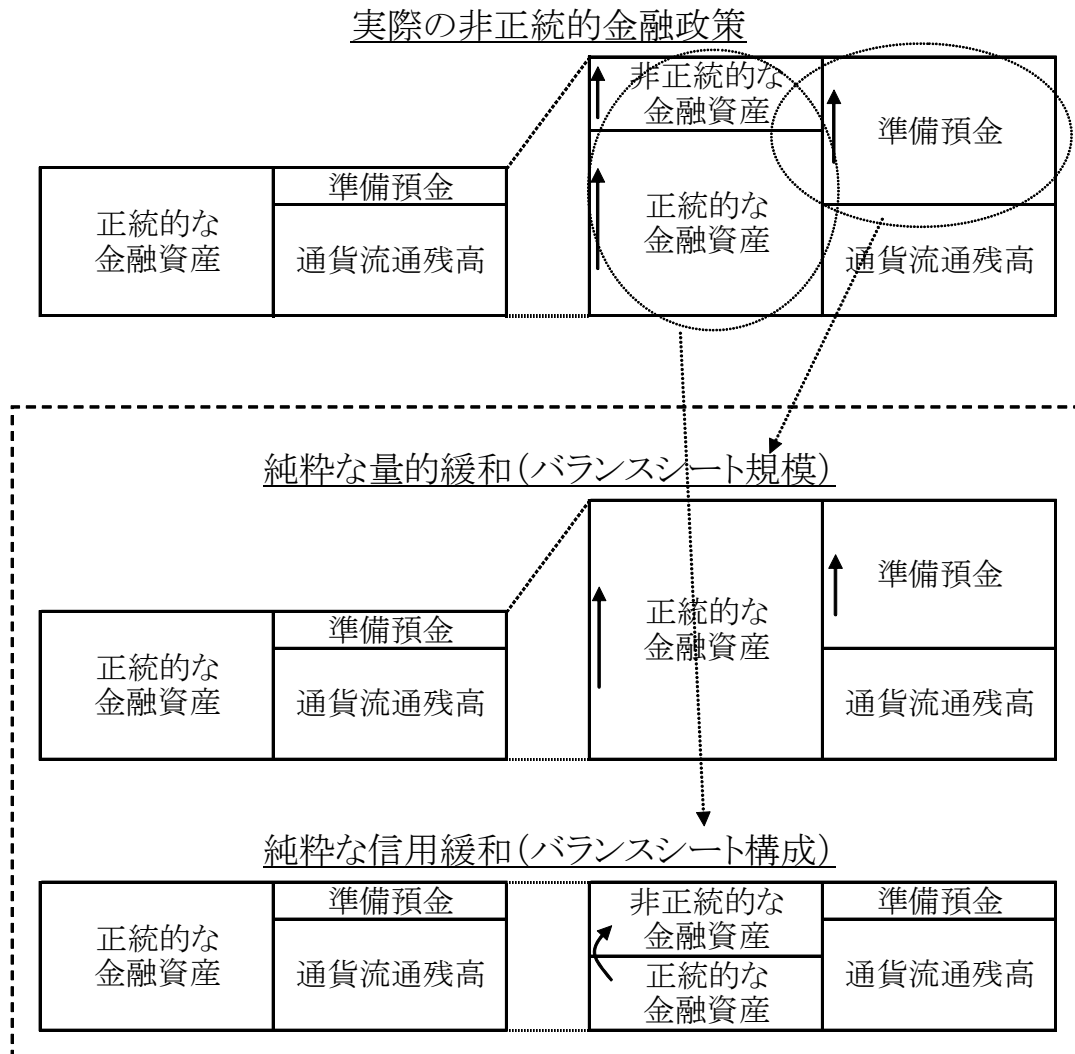 実際の非正統的金融政策
非正統的な
金融資産
準備預金
準備預金
正統的な
金融資産
正統的な
金融資産
通貨流通残高
通貨流通残高
純粋な量的緩和（バランスシート規模）
準備預金
正統的な
金融資産
準備預金
正統的な
金融資産
通貨流通残高
通貨流通残高
純粋な信用緩和（バランスシート構成）
正統的な
金融資産
準備預金
通貨流通残高
非正統的な
金融資産
正統的な
金融資産
準備預金
通貨流通残高